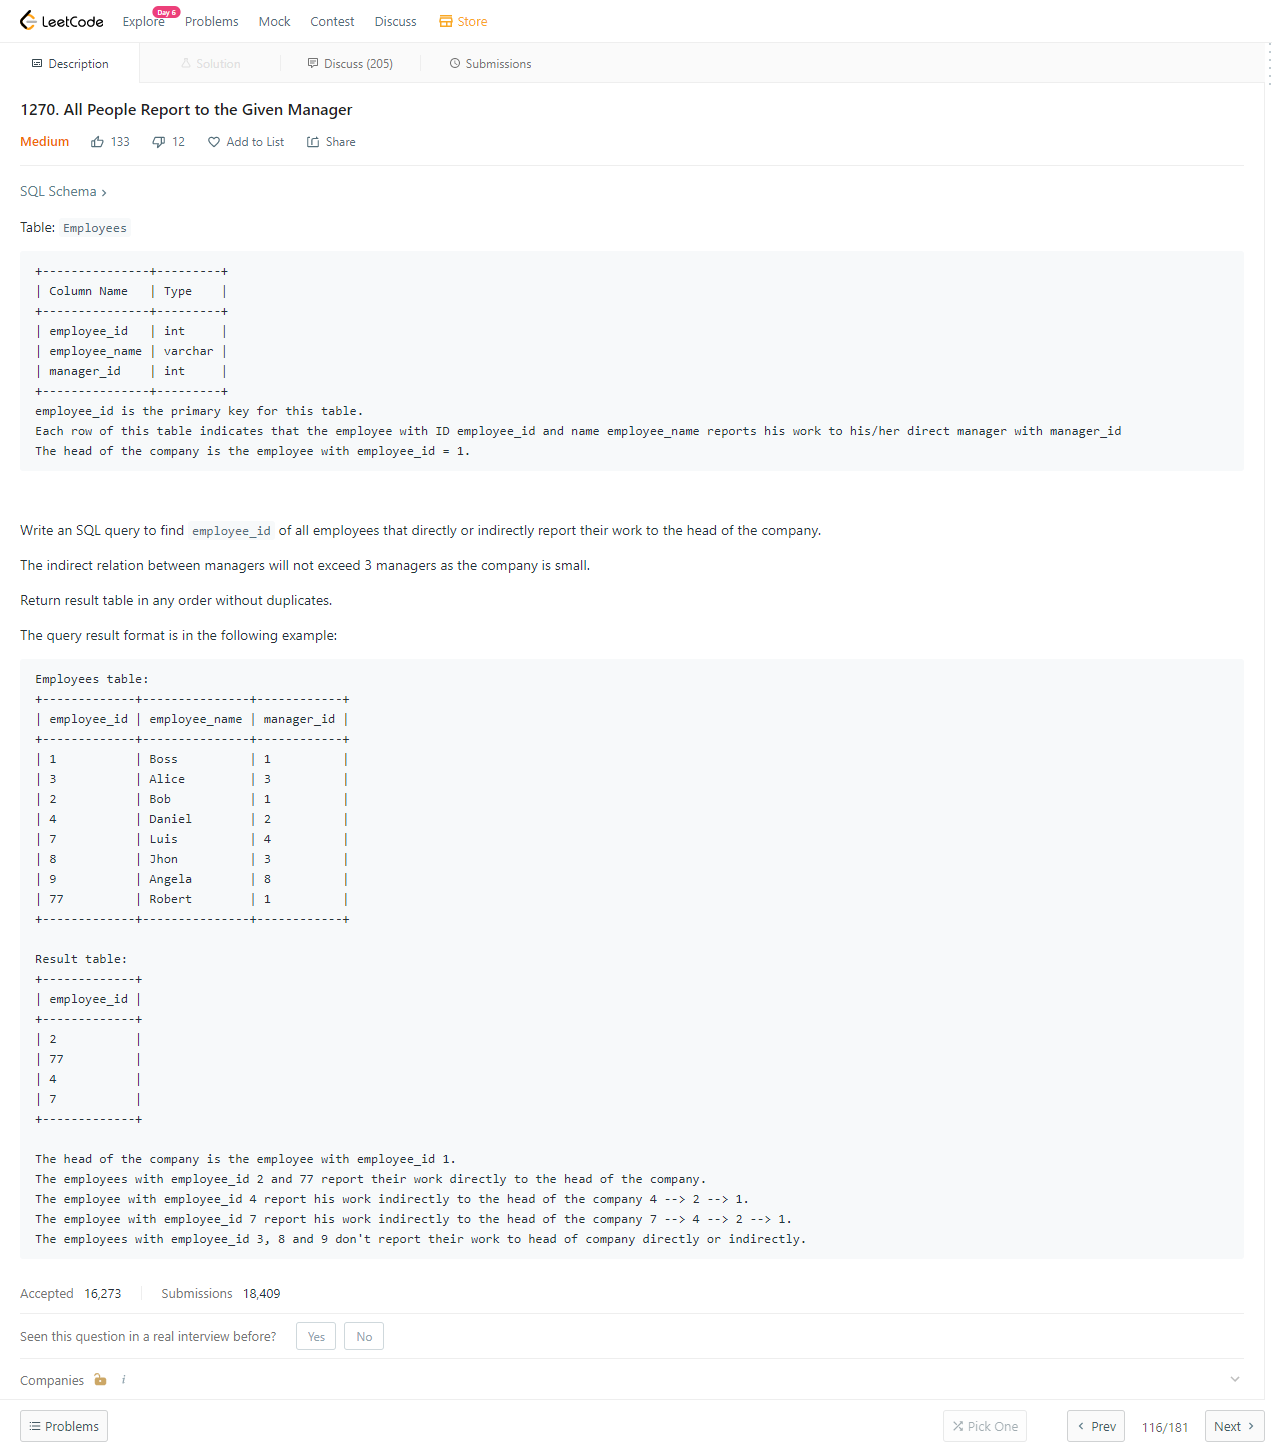 LeetCode Explore Day 6 Problems Mock Contest Discuss Store
Description Solution Discuss (205) Submissions
1270. All People Report to the Given Manager
Medium 133 12 Add to List Share
SQL Schema >
Table: Employees
+---------------+---------+
| Column Name   | Type    |
+---------------+---------+
| employee_id   | int     |
| employee_name | varchar |
| manager_id    | int     |
+---------------+---------+
employee_id is the primary key for this table.
Each row of this table indicates that the employee with ID employee_id and name employee_name reports his work to his/her direct manager with manager_id
The head of the company is the employee with employee_id = 1.
Write an SQL query to find employee_id of all employees that directly or indirectly report their work to the head of the company.
The indirect relation between managers will not exceed 3 managers as the company is small.
Return result table in any order without duplicates.
The query result format is in the following example:
Employees table:
+-------------+---------------+------------+
| employee_id | employee_name | manager_id |
+-------------+---------------+------------+
| 1           | Boss          | 1          |
| 3           | Alice         | 3          |
| 2           | Bob           | 1          |
| 4           | Daniel        | 2          |
| 7           | Luis          | 4          |
| 8           | Jhon          | 3          |
| 9           | Angela        | 8          |
| 77          | Robert        | 1          |
+-------------+---------------+------------+
Result table:
+-------------+
| employee_id |
+-------------+
| 2           |
| 77          |
| 4           |
| 7           |
+-------------+
The head of the company is the employee with employee_id 1.
The employees with employee_id 2 and 77 report their work directly to the head of the company.
The employee with employee_id 4 report his work indirectly to the head of the company 4 --> 2 --> 1.
The employee with employee_id 7 report his work indirectly to the head of the company 7 --> 4 --> 2 --> 1.
The employees with employee_id 3, 8 and 9 don't report their work to head of company directly or indirectly.
Accepted 16,273 Submissions 18,409
Seen this question in a real interview before? Yes No
Companies i
Problems Pick One < Prev 116/181 Next >